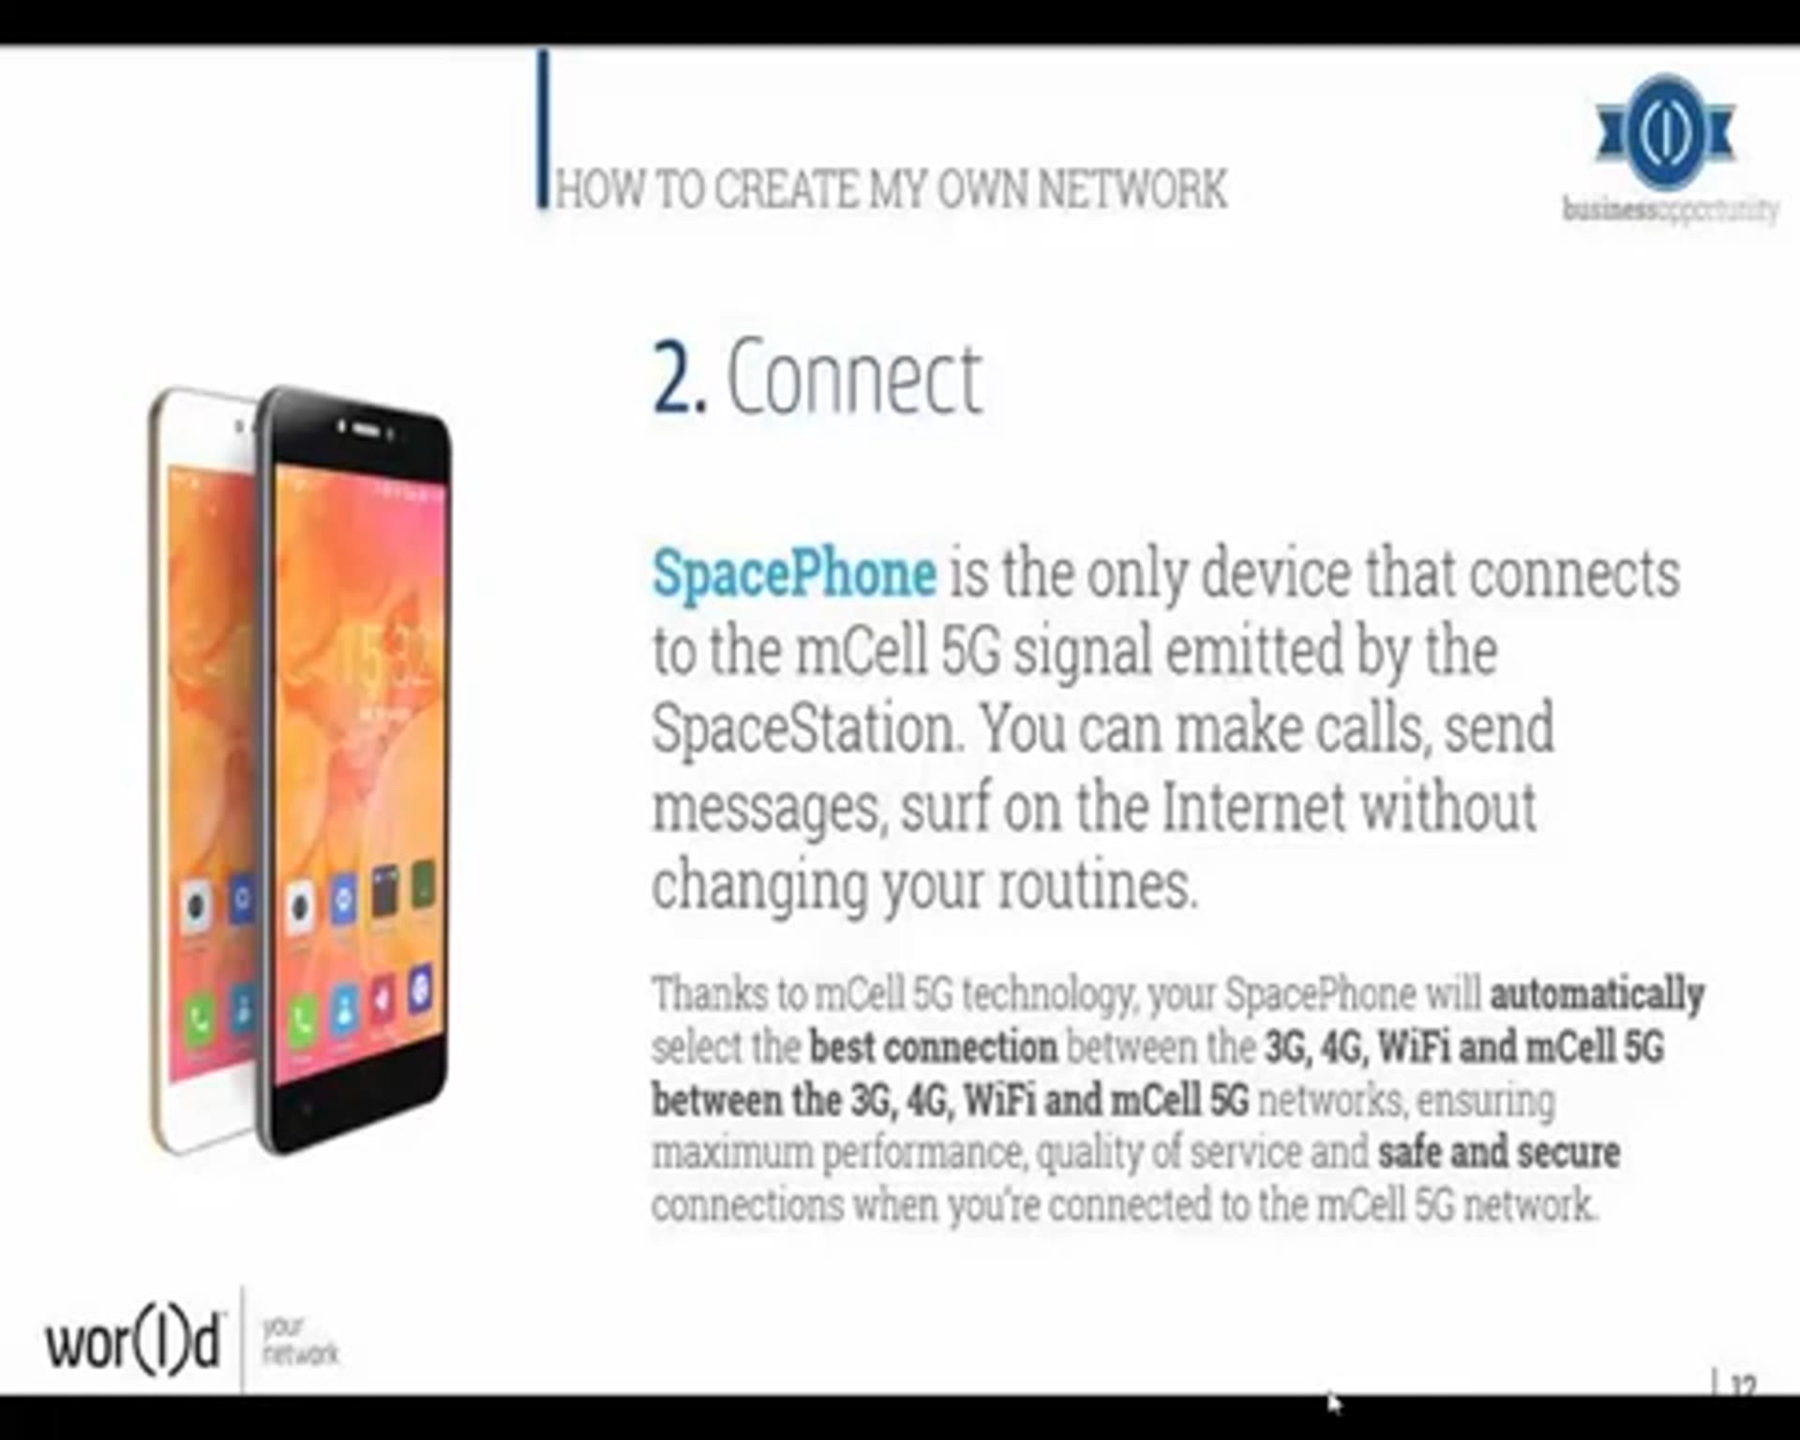 HOW TO CREATE MY OWN NETWORK
businessopportunity
2. Connect
15:32
SpacePhone is the only device that connects
to the mCell 5G signal emitted by the
SpaceStation. You can make calls, send
messages, surf on the Internet without
changing your routines.
Thanks to mCell 5G technology, your SpacePhone will automatically
select the best connection between the 3G, 4G, WiFi and mCell 5G
between the 3G, 4G, WiFi and mCell 5G networks, ensuring
maximum performance, quality of service and safe and secure
connections when you're connected to the mCell 5G network.
wor(l)d
your
network
12